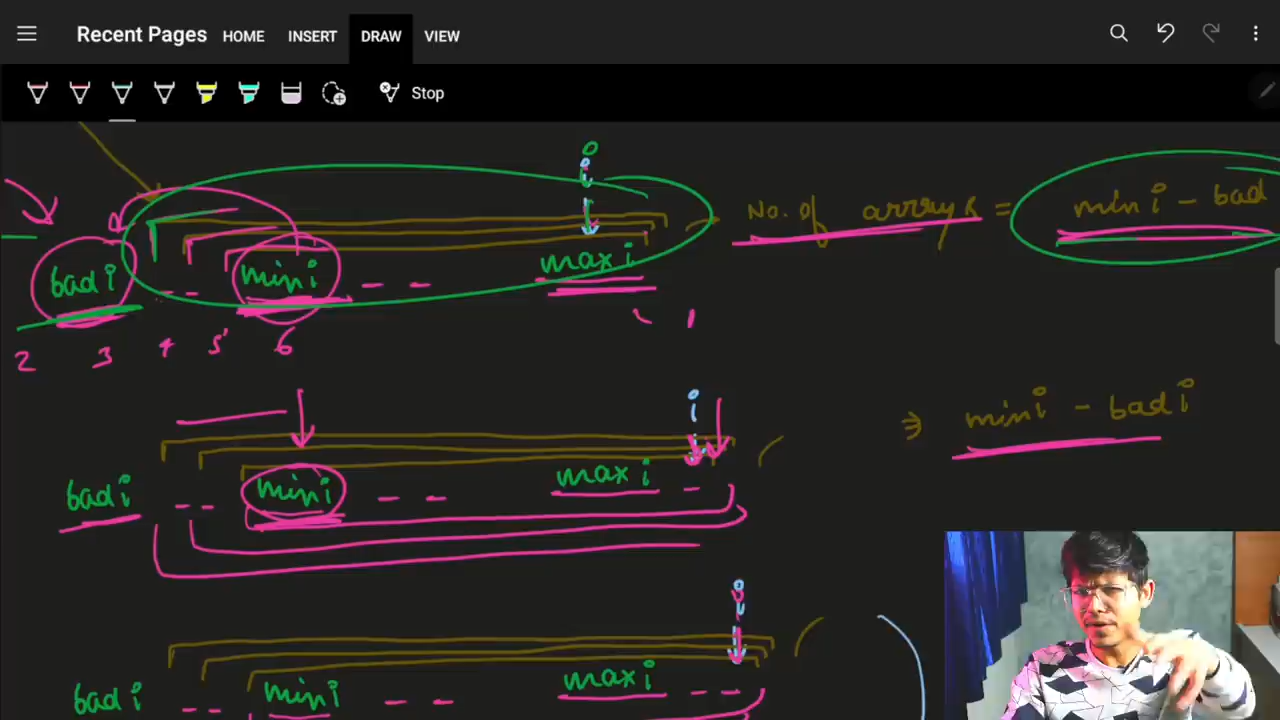 Recent Pages HOME INSERT DRAW VIEW
Stop
i
badi -- mini -- maxi
No. of arrays = mini - bad
2 3 4 5 6
i
mini - badi
badi -- mini -- maxi -
i
badi -- mini -- maxi --